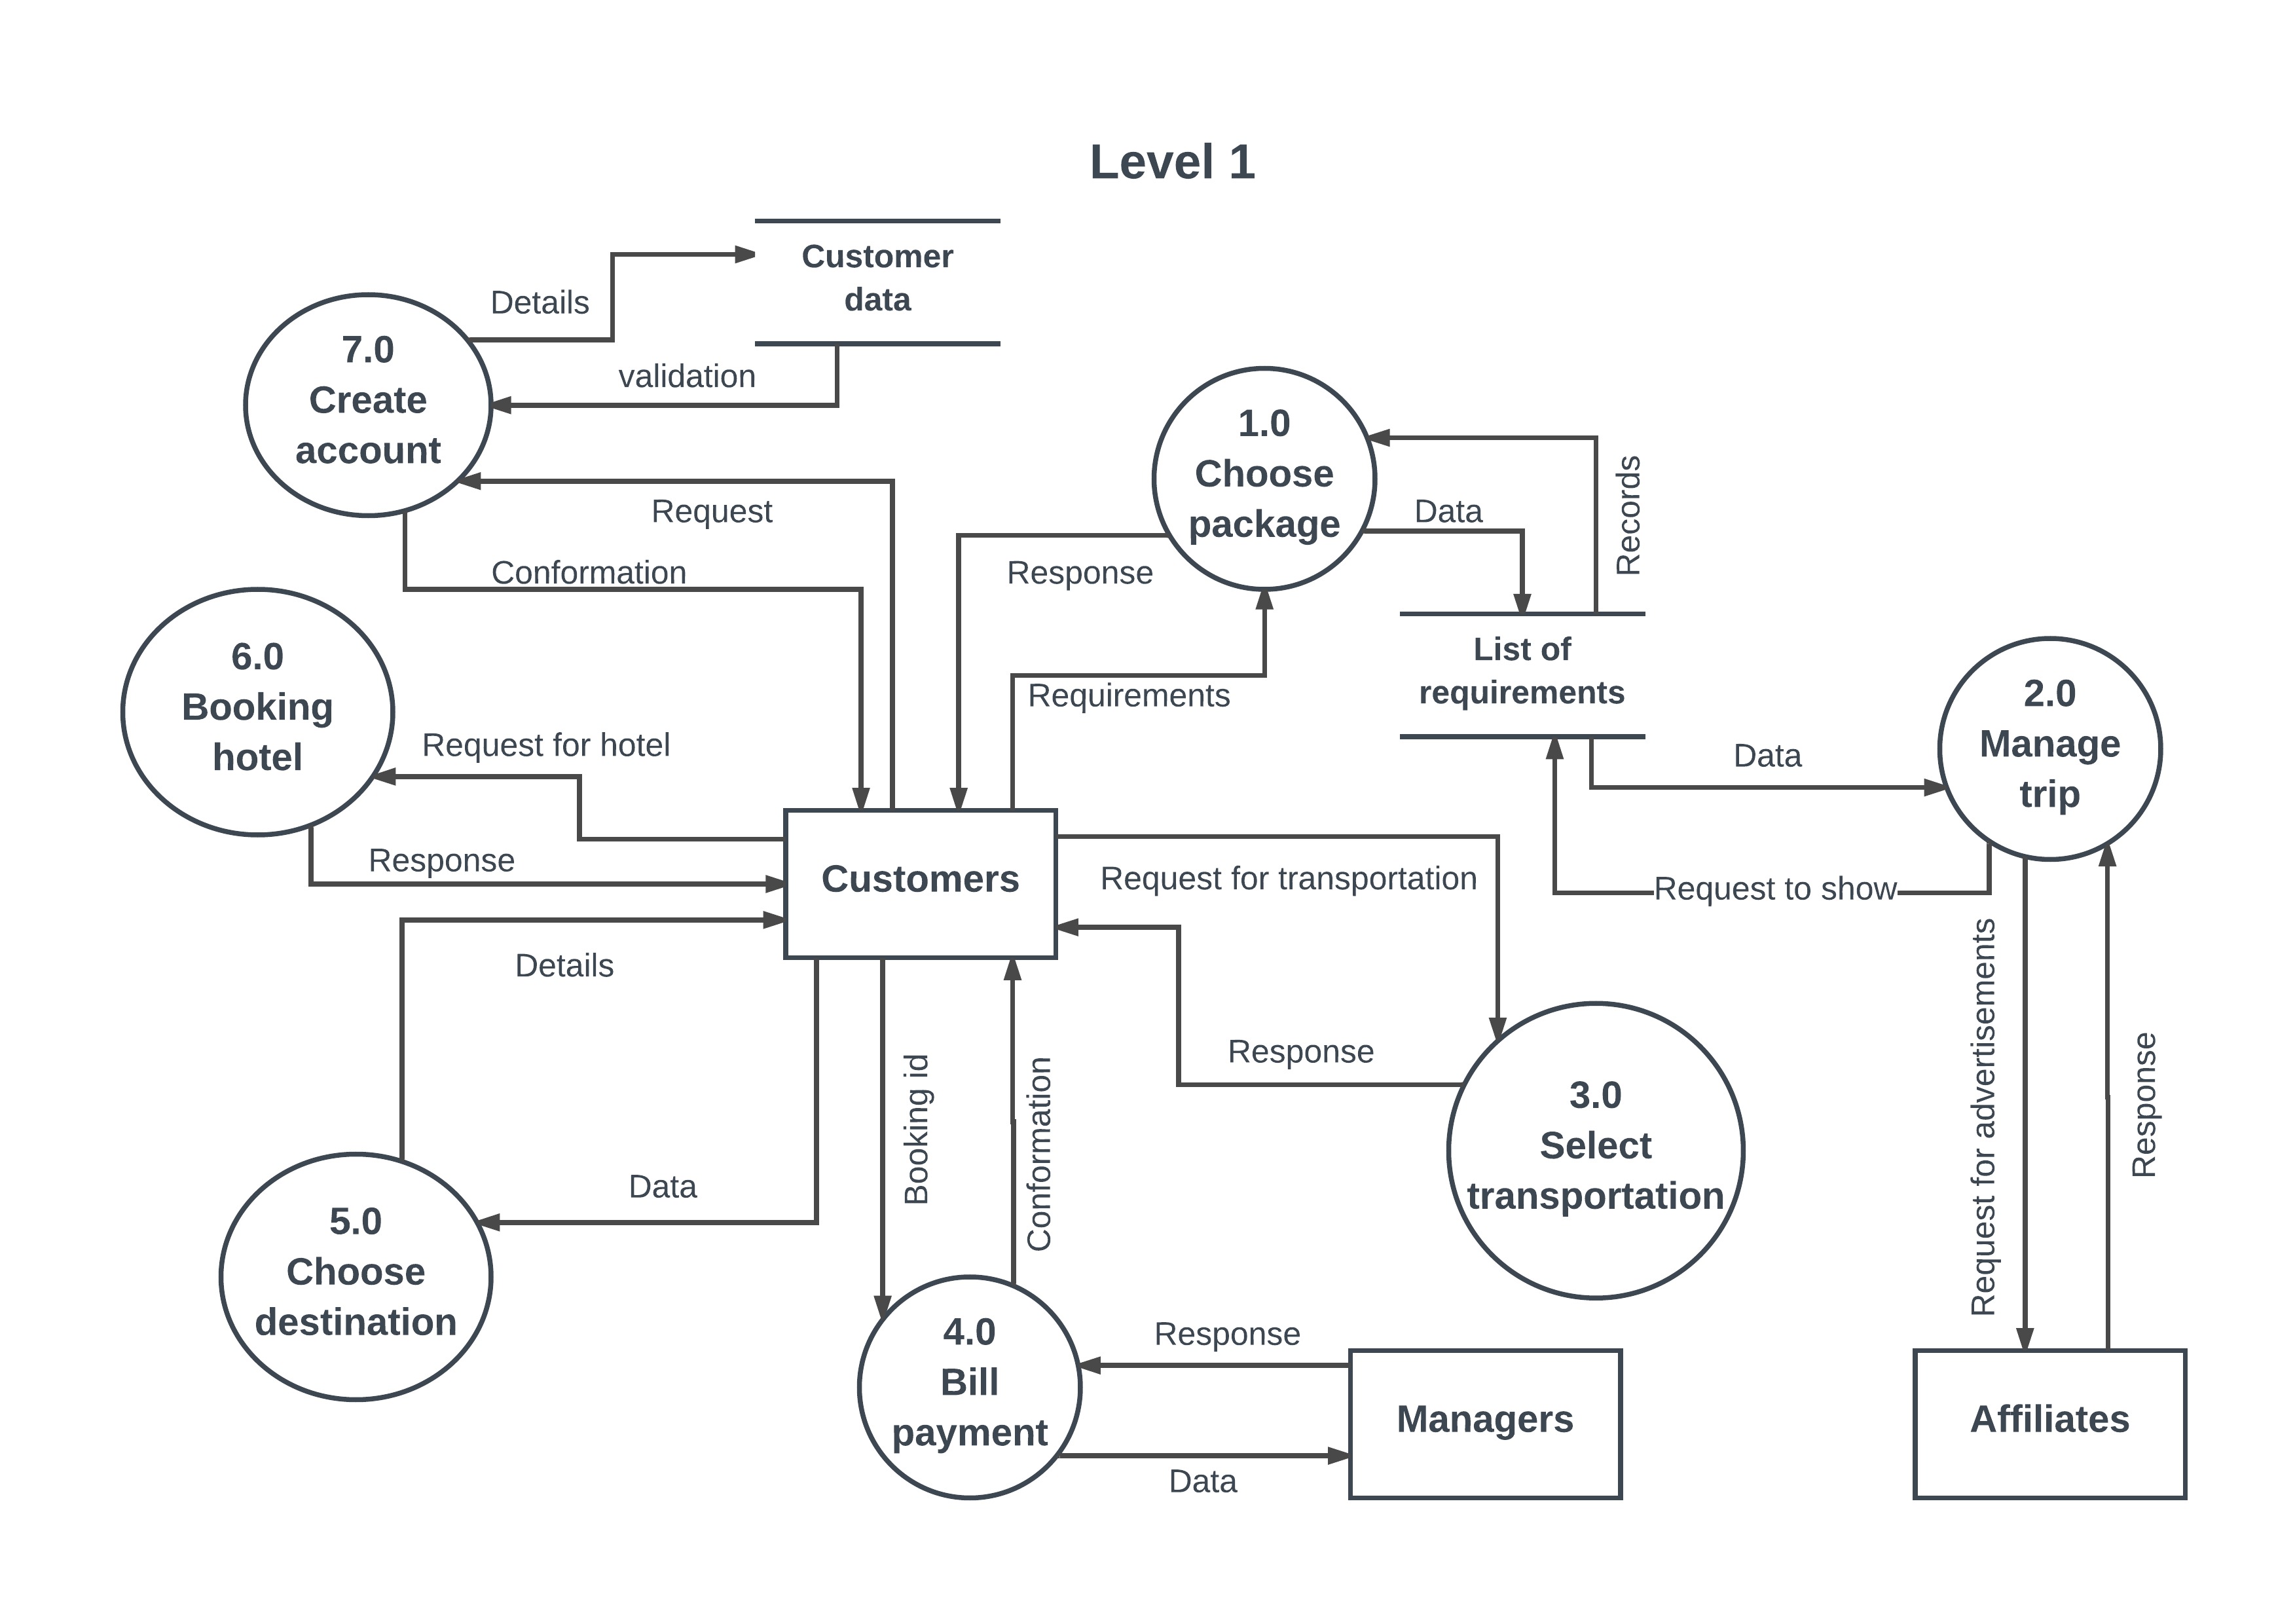 Level 1
Customer
data
Details
validation
7.0
Create
account
Request
Conformation
1.0
Choose
package
Records
Data
Response
Requirements
List of
requirements
6.0
Booking
hotel
Request for hotel
Response
2.0
Manage
trip
Data
Request to show
Customers
Request for transportation
Details
Response
Request for advertisements
Response
Booking id
Conformation
3.0
Select
transportation
Data
5.0
Choose
destination
4.0
Bill
payment
Response
Data
Managers
Affiliates